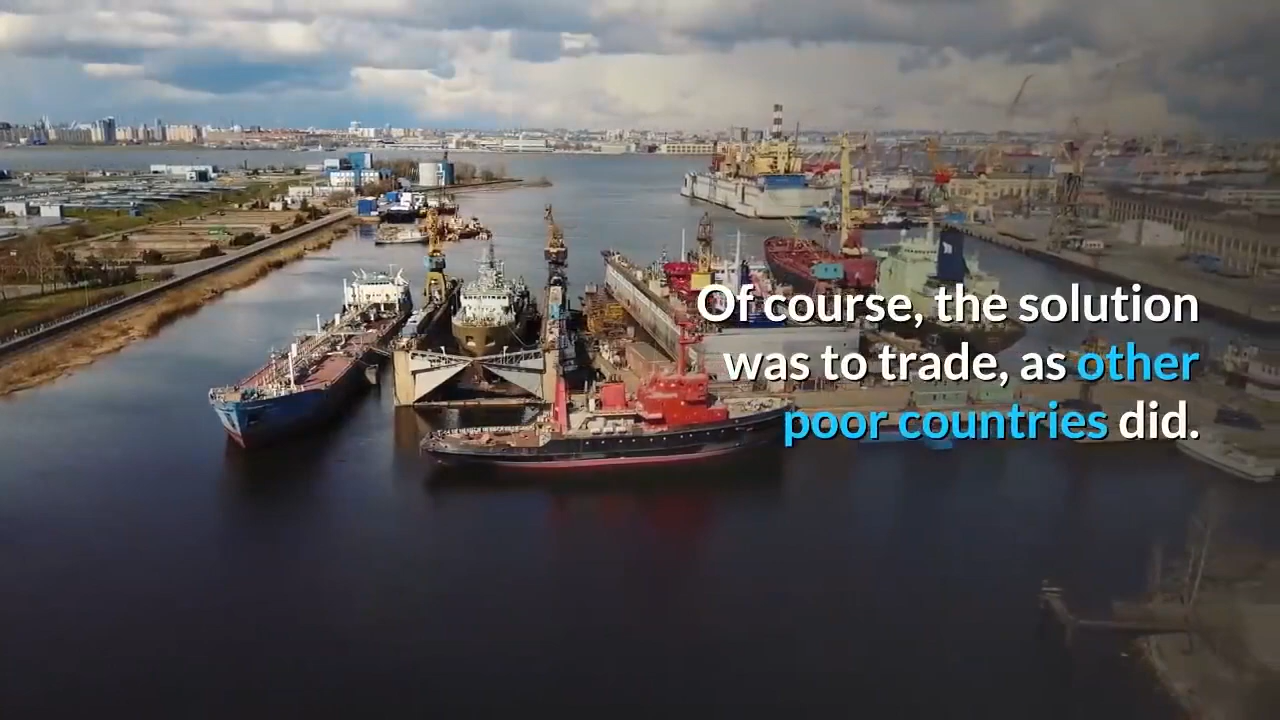 Of course, the solution
was to trade, as other
poor countries did.